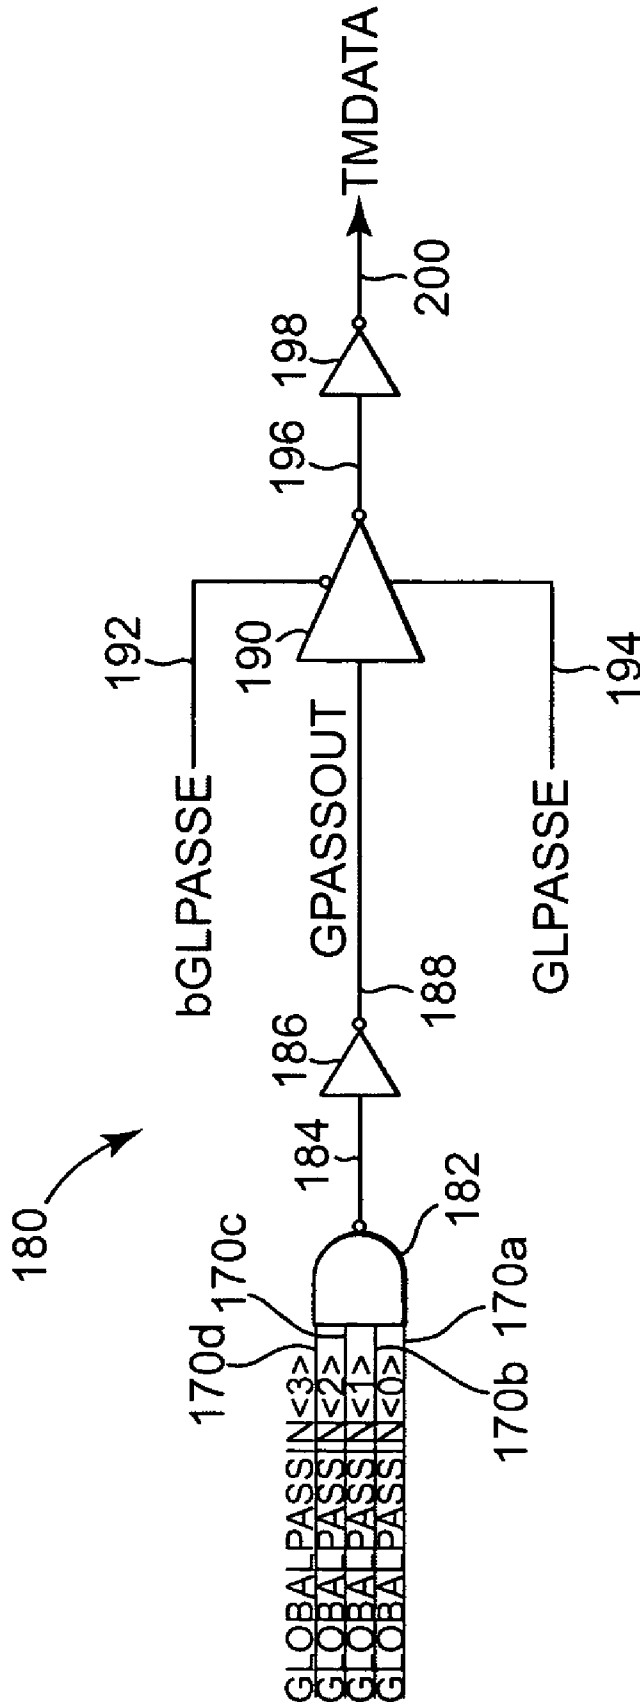 180
GLOBALPASSIN<3>
GLOBALPASSIN<2>
GLOBALPASSIN<1>
GLOBALPASSIN<0>
170d
170c
170b
170a
182
184
186
188
GPASSOUT
bGLPASSE
192
190
GLPASSE
194
196
198
200
TMDATA